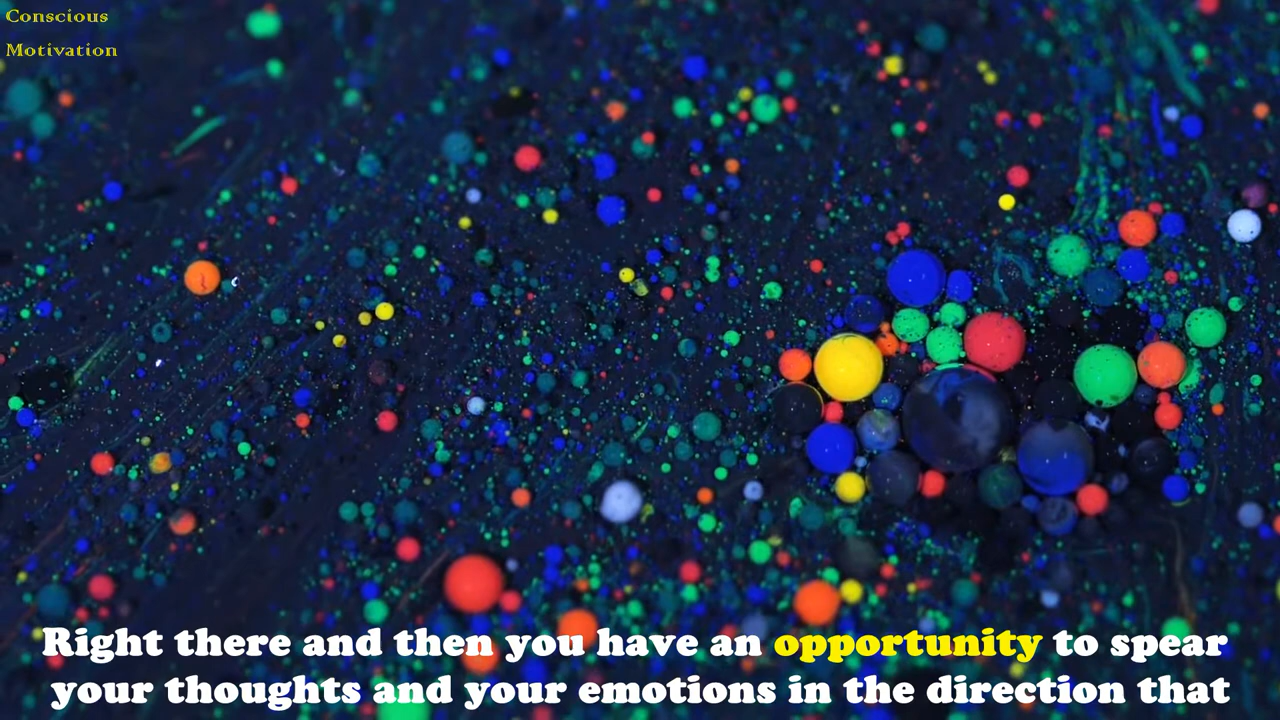 Conscious
Motivation
Right there and then you have an opportunity to spear
your thoughts and your emotions in the direction that